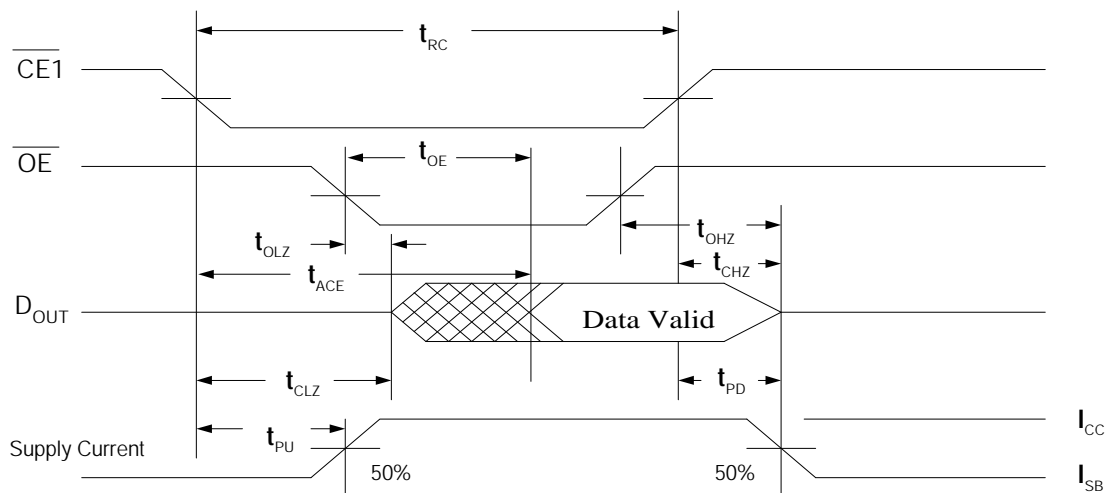 tRC
CE1
OE
tOE
tOHZ
tOLZ
tCHZ
tACE
DOUT
Data Valid
tCLZ
tPD
ICC
tPU
Supply Current
50%
50%
ISB